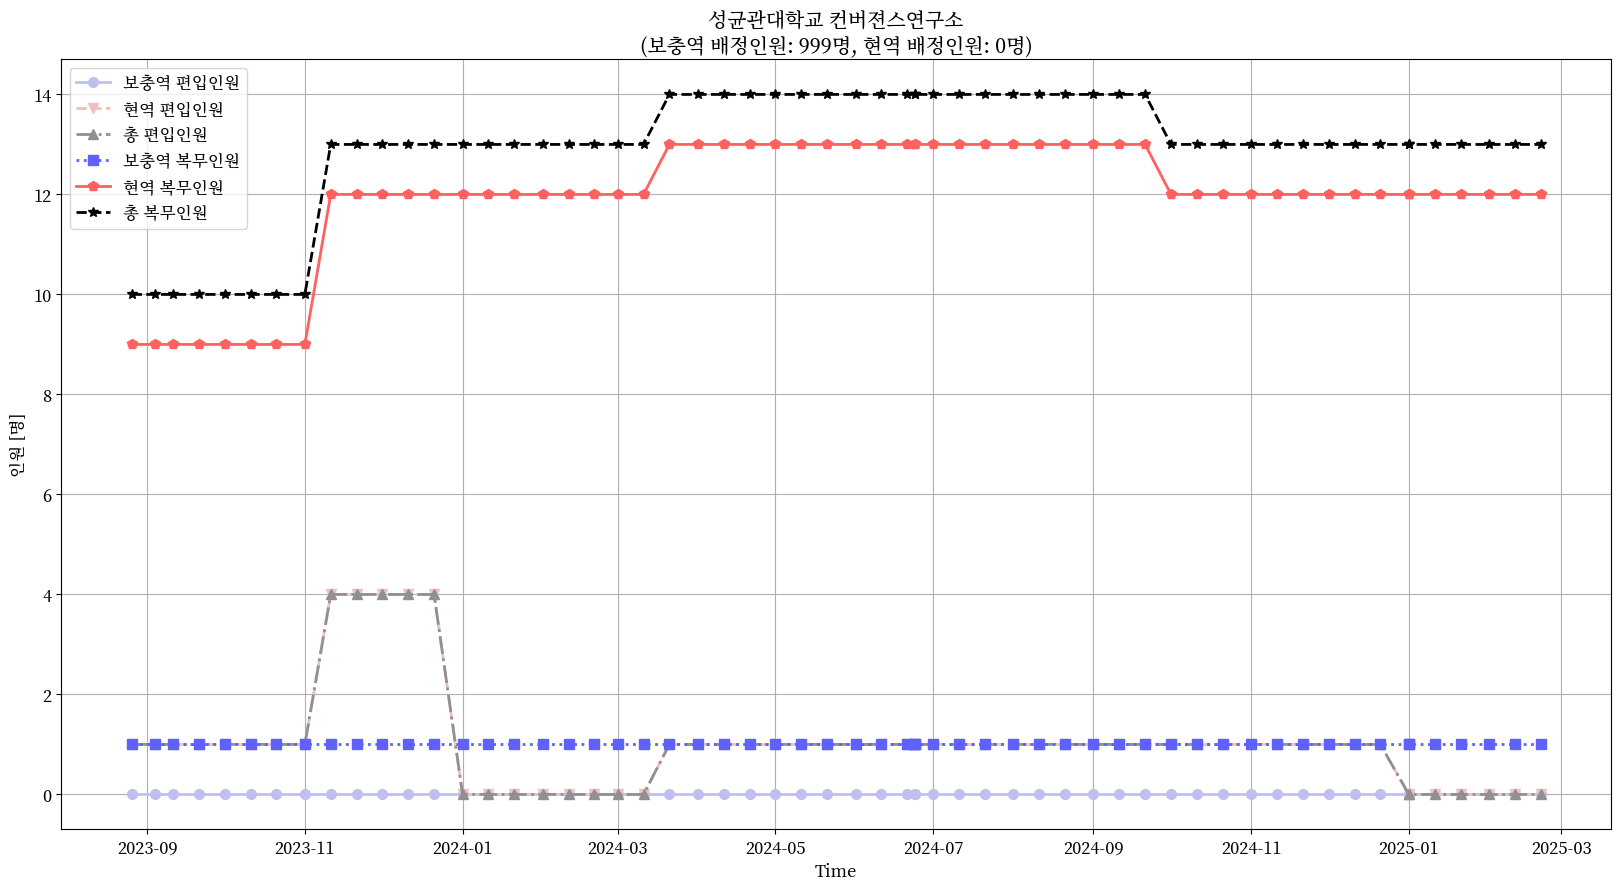 성균관대학교 컨버젼스연구소
(보충역 배정인원: 999명, 현역 배정인원: 0명)
보충역 편입인원
현역 편입인원
총 편입인원
보충역 복무인원
현역 복무인원
총 복무인원
14
12
10
8
6
4
2
0
인원 [명]
2023-09
2023-11
2024-01
2024-03
2024-05
2024-07
2024-09
2024-11
2025-01
2025-03
Time